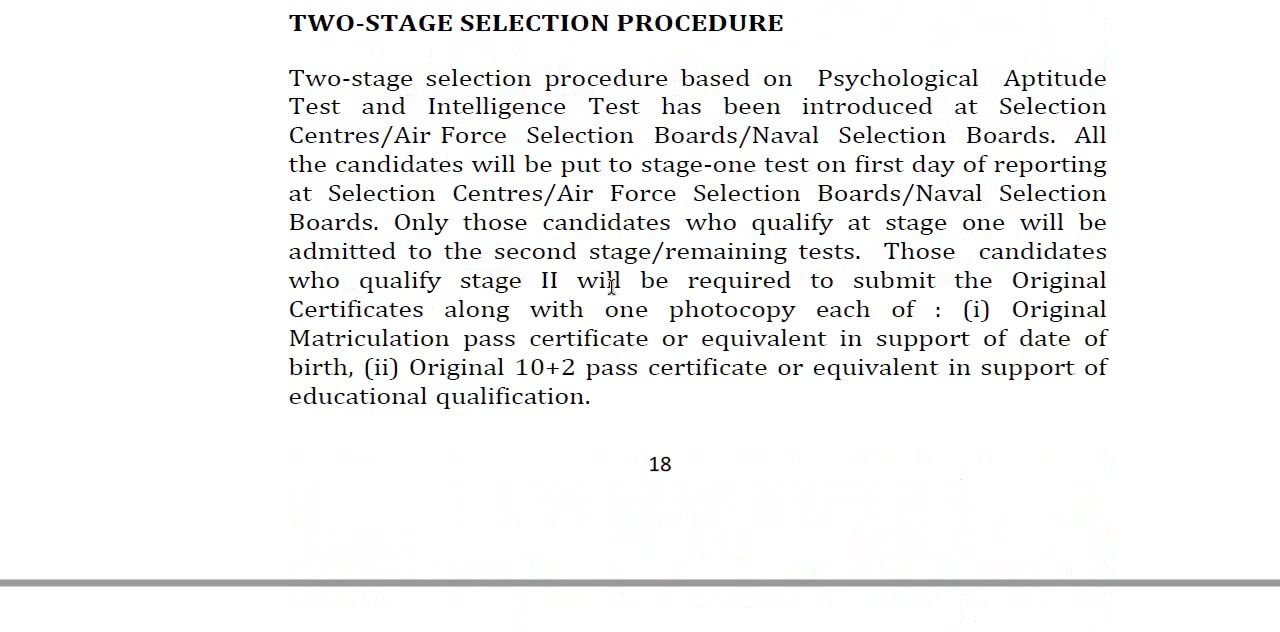 TWO-STAGE SELECTION PROCEDURE
Two-stage selection procedure based on Psychological Aptitude
Test and Intelligence Test has been introduced at Selection
Centres/Air Force Selection Boards/Naval Selection Boards. All
the candidates will be put to stage-one test on first day of reporting
at Selection Centres/Air Force Selection Boards/Naval Selection
Boards. Only those candidates who qualify at stage one will be
admitted to the second stage/remaining tests. Those candidates
who qualify stage II will be required to submit the Original
Certificates along with one photocopy each of : (i) Original
Matriculation pass certificate or equivalent in support of date of
birth, (ii) Original 10+2 pass certificate or equivalent in support of
educational qualification.
18